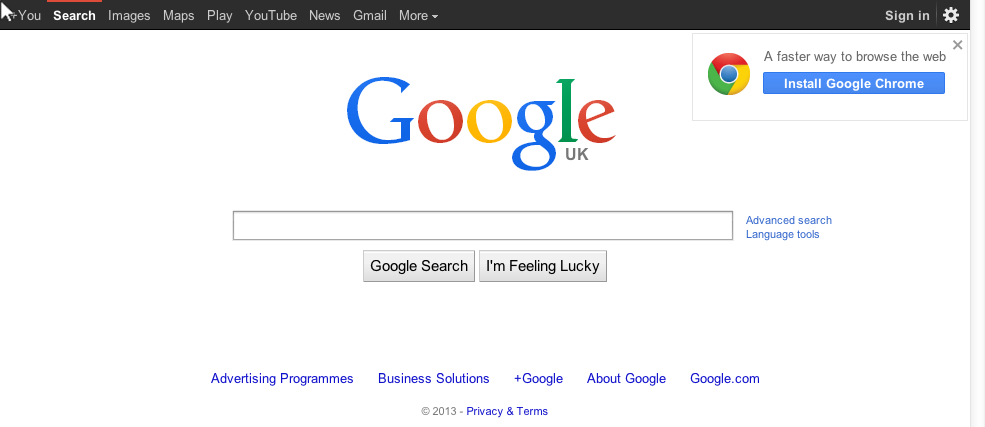 +You Search Images Maps Play YouTube News Gmail More Sign in
A faster way to browse the web
Install Google Chrome
Google
UK
Advanced search
Language tools
Google Search I'm Feeling Lucky
Advertising Programmes Business Solutions +Google About Google Google.com
© 2013 - Privacy & Terms